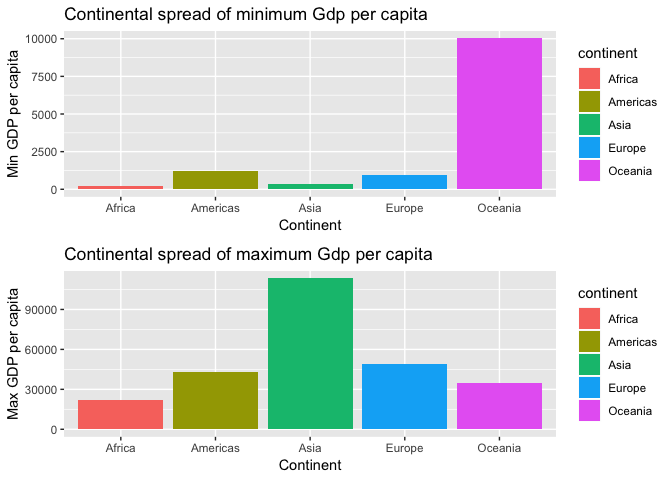 Continental spread of minimum Gdp per capita
Min GDP per capita
10000
7500
5000
2500
0
Africa Americas Asia Europe Oceania
Continent
continent
Africa
Americas
Asia
Europe
Oceania
Continental spread of maximum Gdp per capita
Max GDP per capita
90000
60000
30000
0
Africa Americas Asia Europe Oceania
Continent
continent
Africa
Americas
Asia
Europe
Oceania